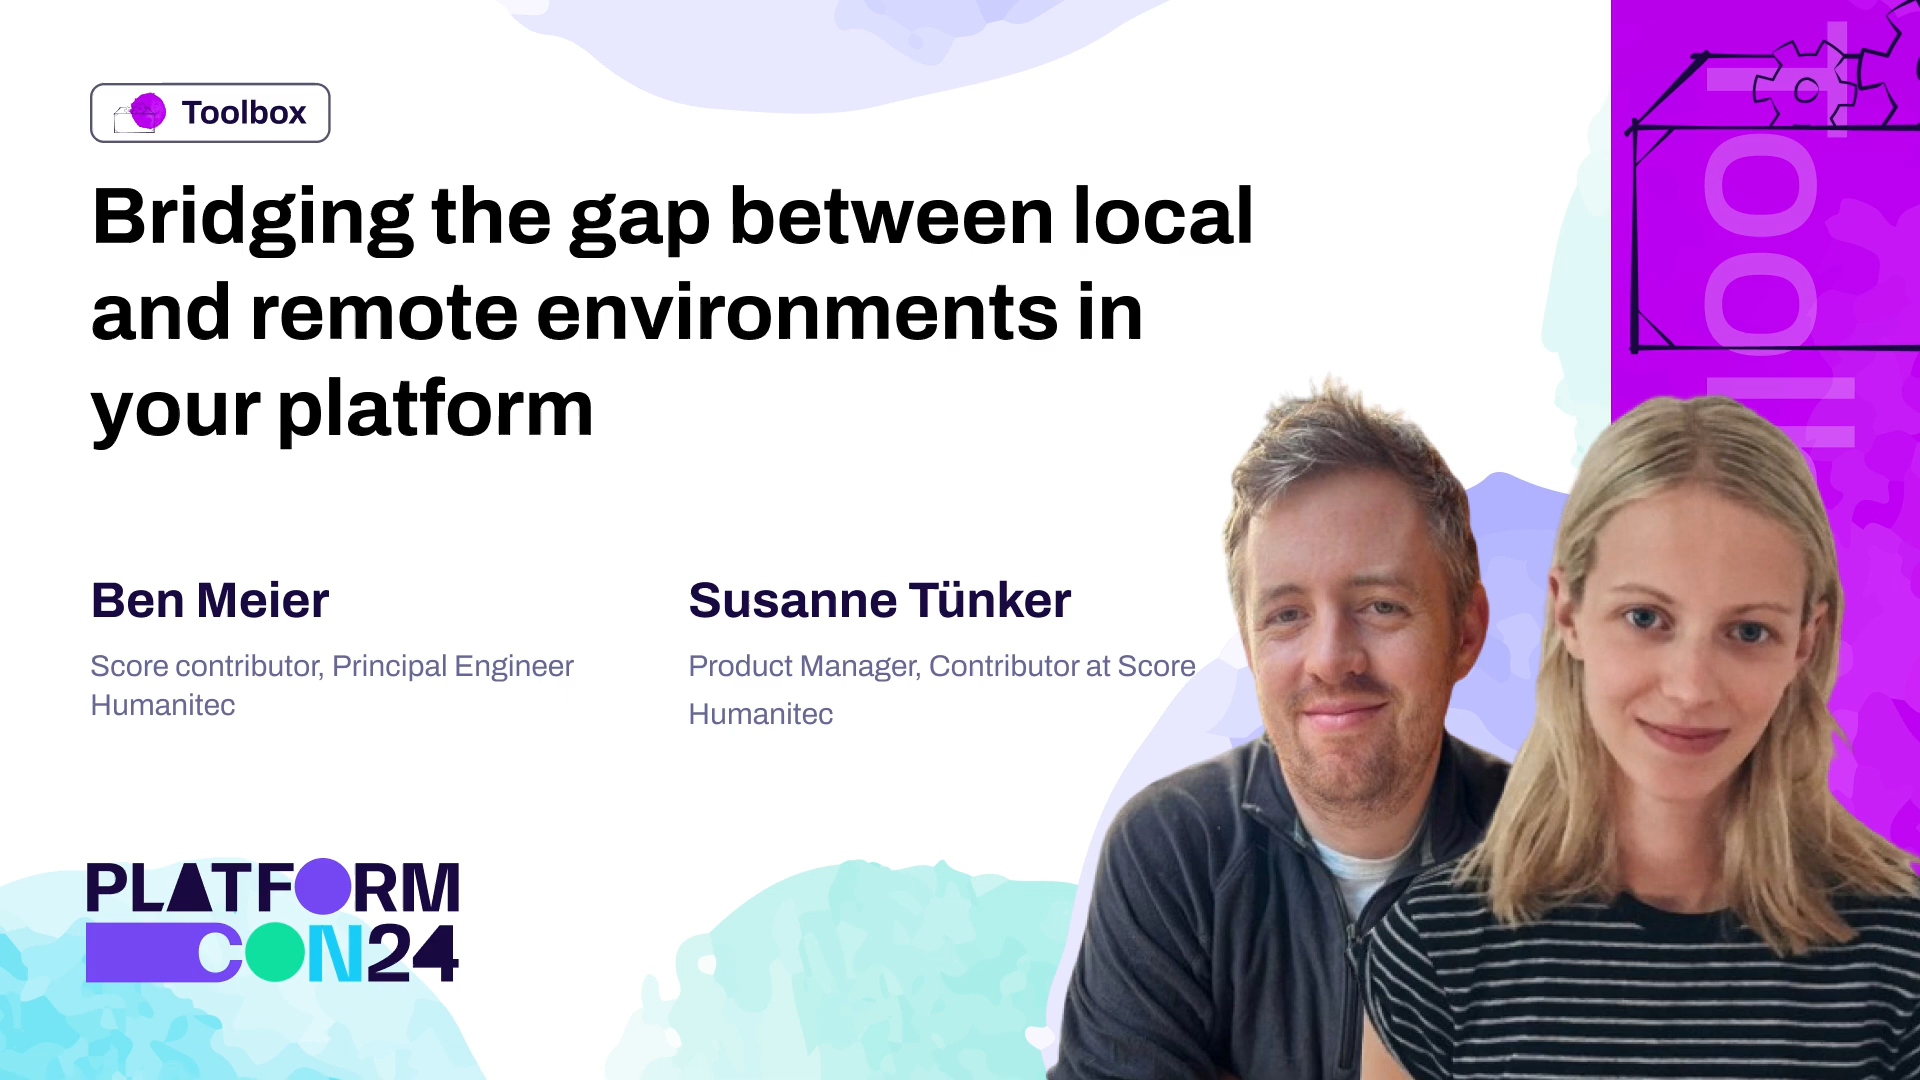 Toolbox
Bridging the gap between local
and remote environments in
your platform
Ben Meier
Score contributor, Principal Engineer
Humanitec
Susanne Tünker
Product Manager, Contributor at Score
Humanitec
PLATFORM
CON24